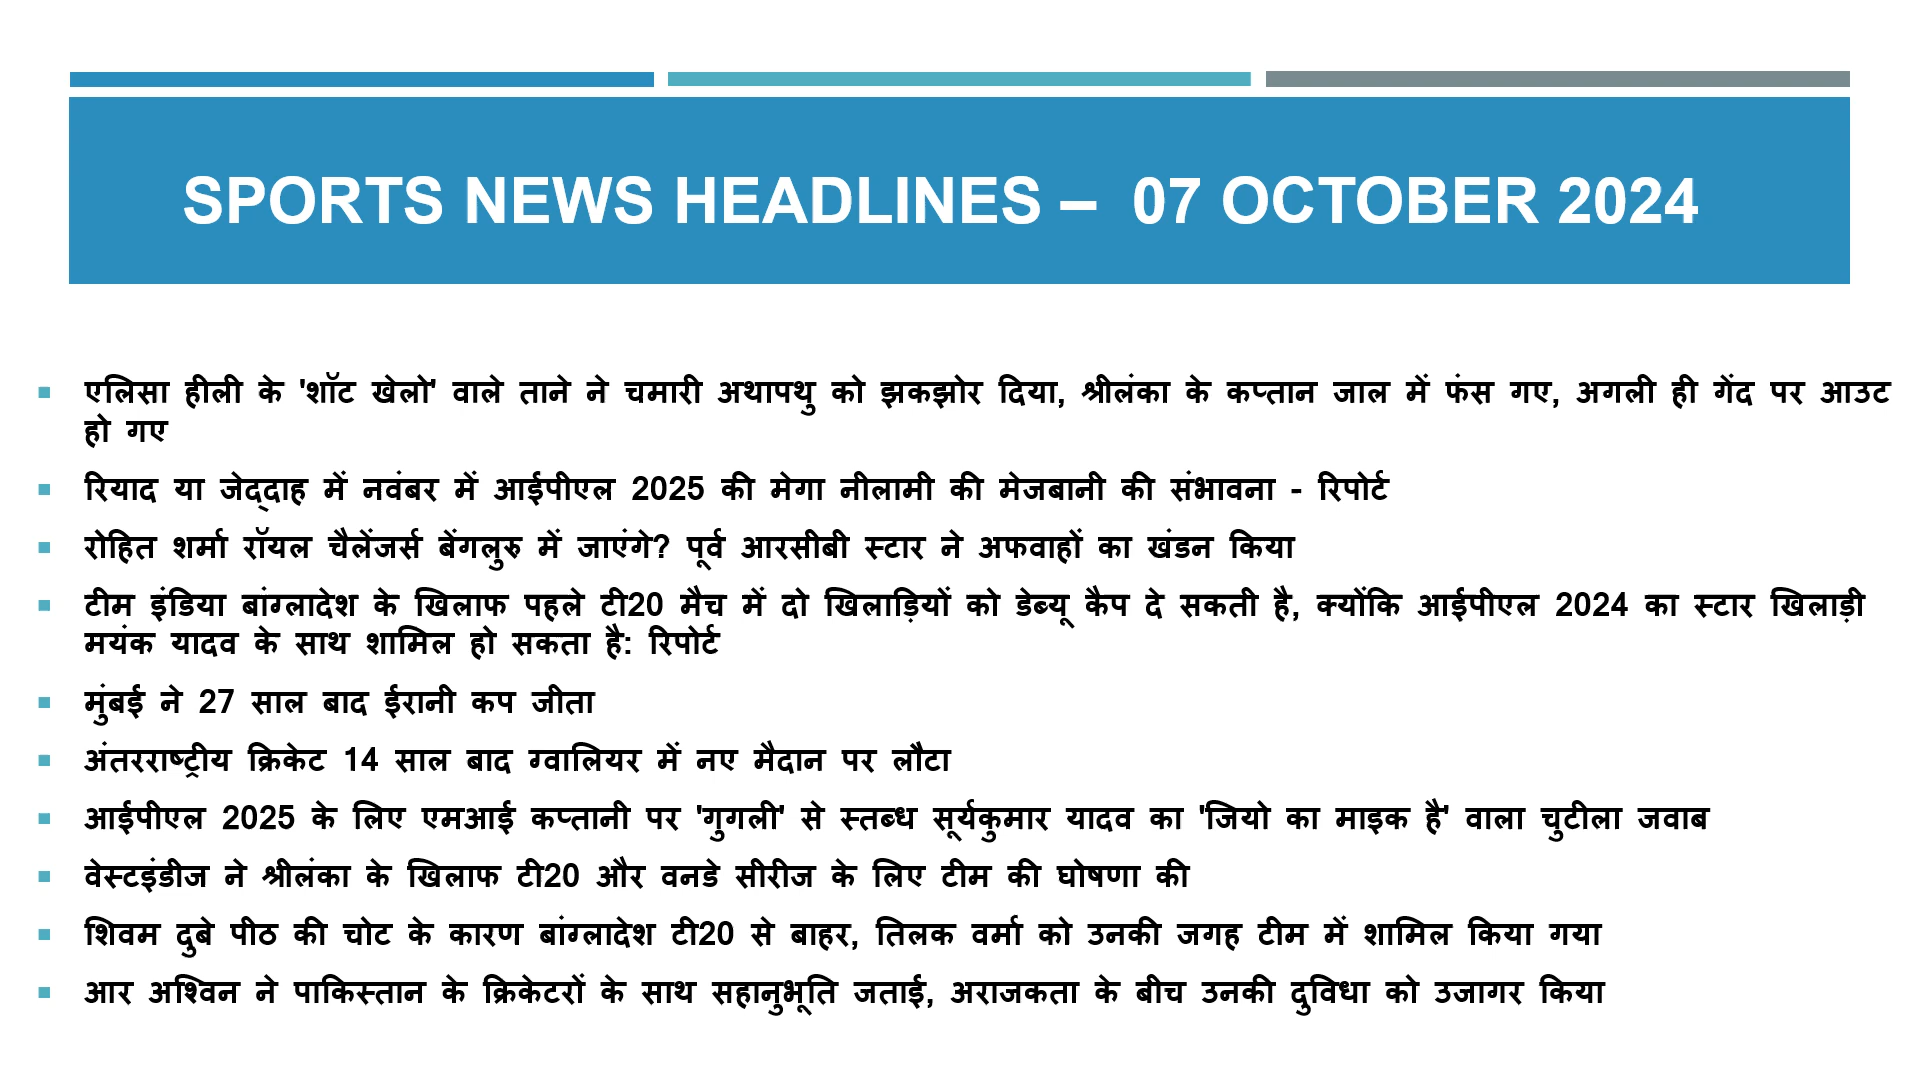 SPORTS NEWS HEADLINES – 07 OCTOBER 2024
एलिसा हीली के 'शॉट खेलो' वाले ताने ने चमारी अथापथु को झकझोर दिया, श्रीलंका के कप्तान जाल में फंस गए, अगली ही गेंद पर आउट
हो गए
रियाद या जेद्दाह में नवंबर में आईपीएल 2025 की मेगा नीलामी की मेजबानी की संभावना - रिपोर्ट
रोहित शर्मा रॉयल चैलेंजर्स बेंगलुरु में जाएंगे? पूर्व आरसीबी स्टार ने अफवाहों का खंडन किया
टीम इंडिया बांग्लादेश के खिलाफ पहले टी20 मैच में दो खिलाड़ियों को डेब्यू कैप दे सकती है, क्योंकि आईपीएल 2024 का स्टार खिलाड़ी
मयंक यादव के साथ शामिल हो सकता है: रिपोर्ट
मुंबई ने 27 साल बाद ईरानी कप जीता
अंतरराष्ट्रीय क्रिकेट 14 साल बाद ग्वालियर में नए मैदान पर लौटा
आईपीएल 2025 के लिए एमआई कप्तानी पर 'गुगली' से स्तब्ध सूर्यकुमार यादव का 'जियो का माइक है' वाला चुटीला जवाब
वेस्टइंडीज ने श्रीलंका के खिलाफ टी20 और वनडे सीरीज के लिए टीम की घोषणा की
शिवम दुबे पीठ की चोट के कारण बांग्लादेश टी20 से बाहर, तिलक वर्मा को उनकी जगह टीम में शामिल किया गया
आर अश्विन ने पाकिस्तान के क्रिकेटरों के साथ सहानुभूति जताई, अराजकता के बीच उनकी दुविधा को उजागर किया